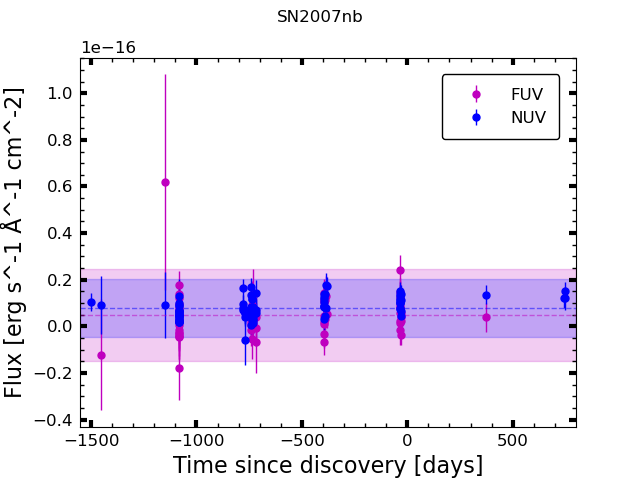 SN2007nb
1e−16
FUV
NUV
1.0
0.8
0.6
0.4
0.2
0.0
−0.2
−0.4
Flux [erg s^-1 Å^-1 cm^-2]
−1500 −1000 −500 0 500
Time since discovery [days]